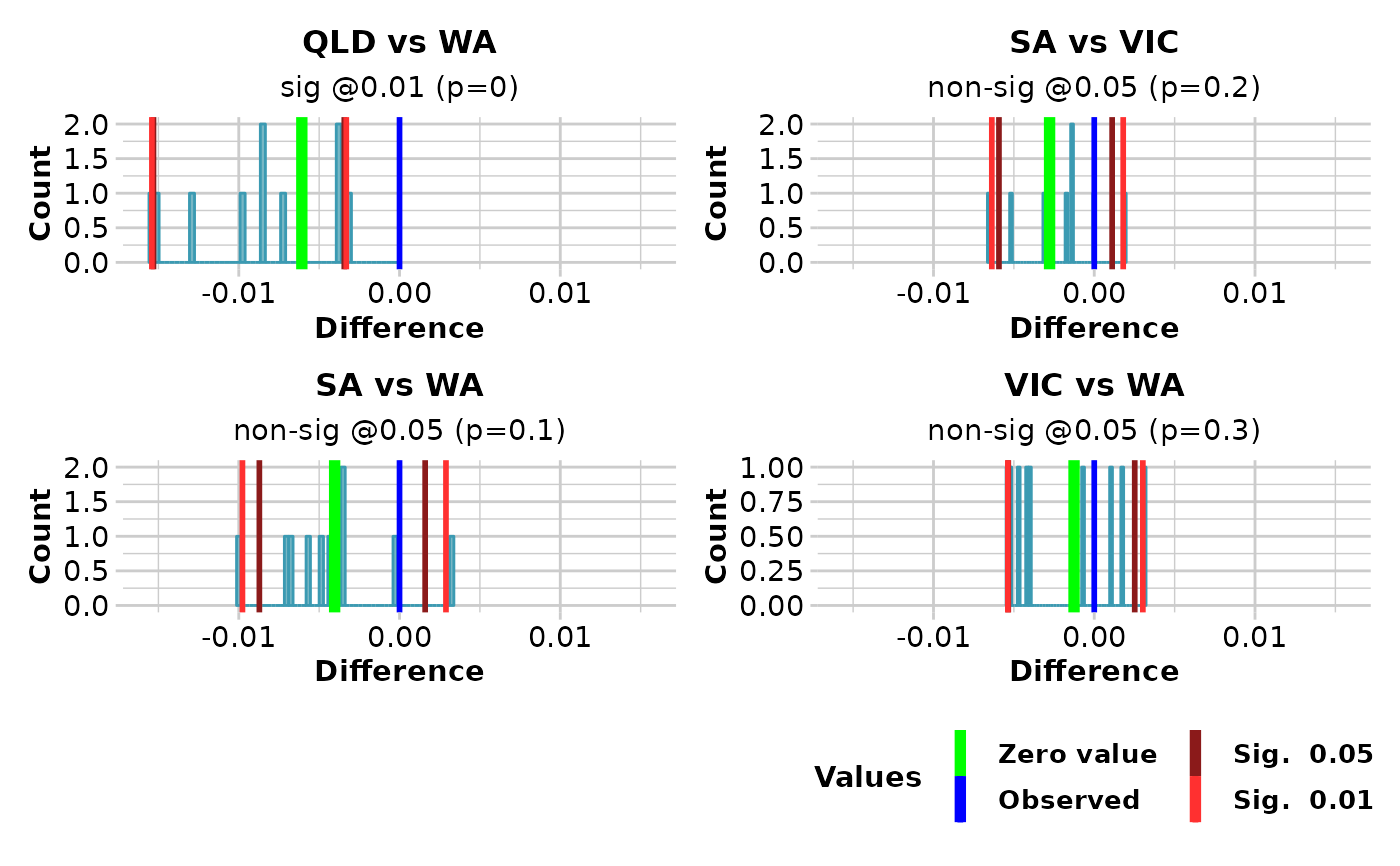 QLD vs WA
sig @0.01 (p=0)
2.0
1.5
1.0
0.5
0.0
Count
-0.01 0.00 0.01
Difference
SA vs VIC
non-sig @0.05 (p=0.2)
2.0
1.5
1.0
0.5
0.0
Count
-0.01 0.00 0.01
Difference
SA vs WA
non-sig @0.05 (p=0.1)
2.0
1.5
1.0
0.5
0.0
Count
-0.01 0.00 0.01
Difference
VIC vs WA
non-sig @0.05 (p=0.3)
1.00
0.75
0.50
0.25
0.00
Count
-0.01 0.00 0.01
Difference
Values
Zero value
Observed
Sig. 0.05
Sig. 0.01